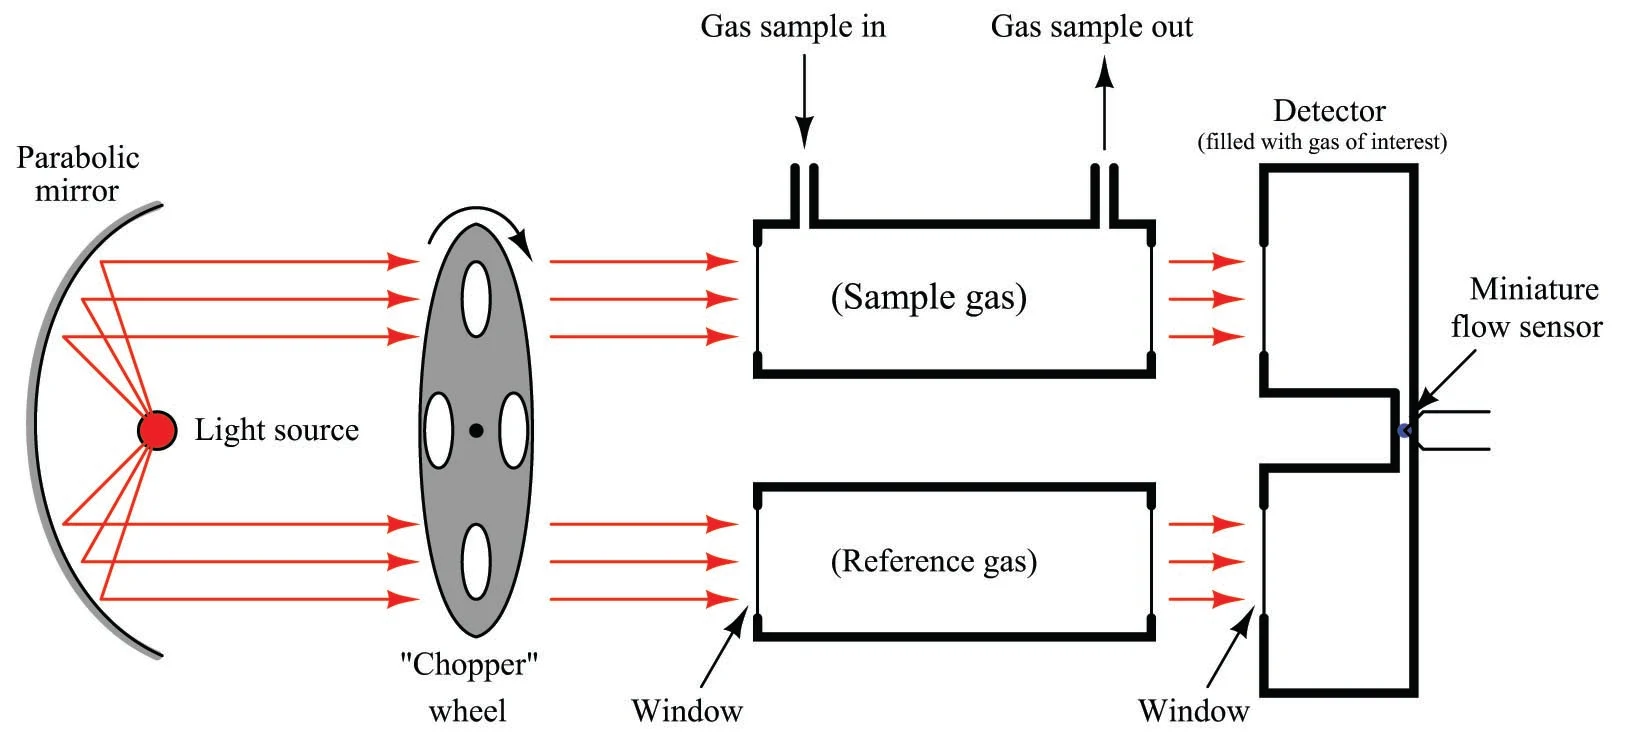 Gas sample in
Gas sample out
Detector
(filled with gas of interest)
Parabolic
mirror
(Sample gas)
Miniature
flow sensor
Light source
(Reference gas)
"Chopper"
wheel
Window
Window